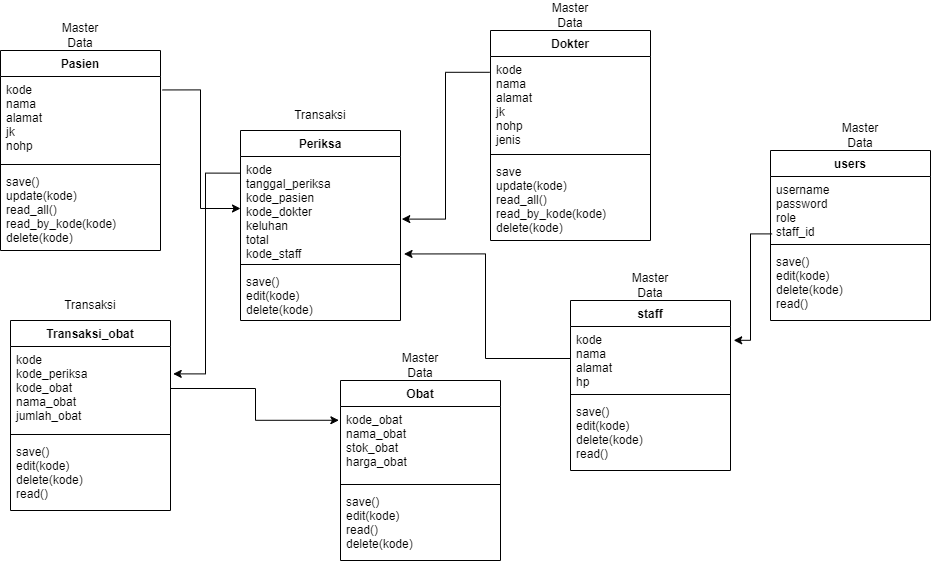 Master
Data
Pasien
kode
nama
alamat
jk
nohp
save()
update(kode)
read_all()
read_by_kode(kode)
delete(kode)
Transaksi
Periksa
kode
tanggal_periksa
kode_pasien
kode_dokter
keluhan
total
kode_staff
save()
edit(kode)
delete(kode)
Master
Data
Dokter
kode
nama
alamat
jk
nohp
jenis
save
update(kode)
read_all()
read_by_kode(kode)
delete(kode)
Master
Data
users
username
password
role
staff_id
save()
edit(kode)
delete(kode)
read()
Transaksi
Transaksi_obat
kode
kode_periksa
kode_obat
nama_obat
jumlah_obat
save()
edit(kode)
delete(kode)
read()
Master
Data
Obat
kode_obat
nama_obat
stok_obat
harga_obat
save()
edit(kode)
read()
delete(kode)
Master
Data
staff
kode
nama
alamat
hp
save()
edit(kode)
delete(kode)
read()